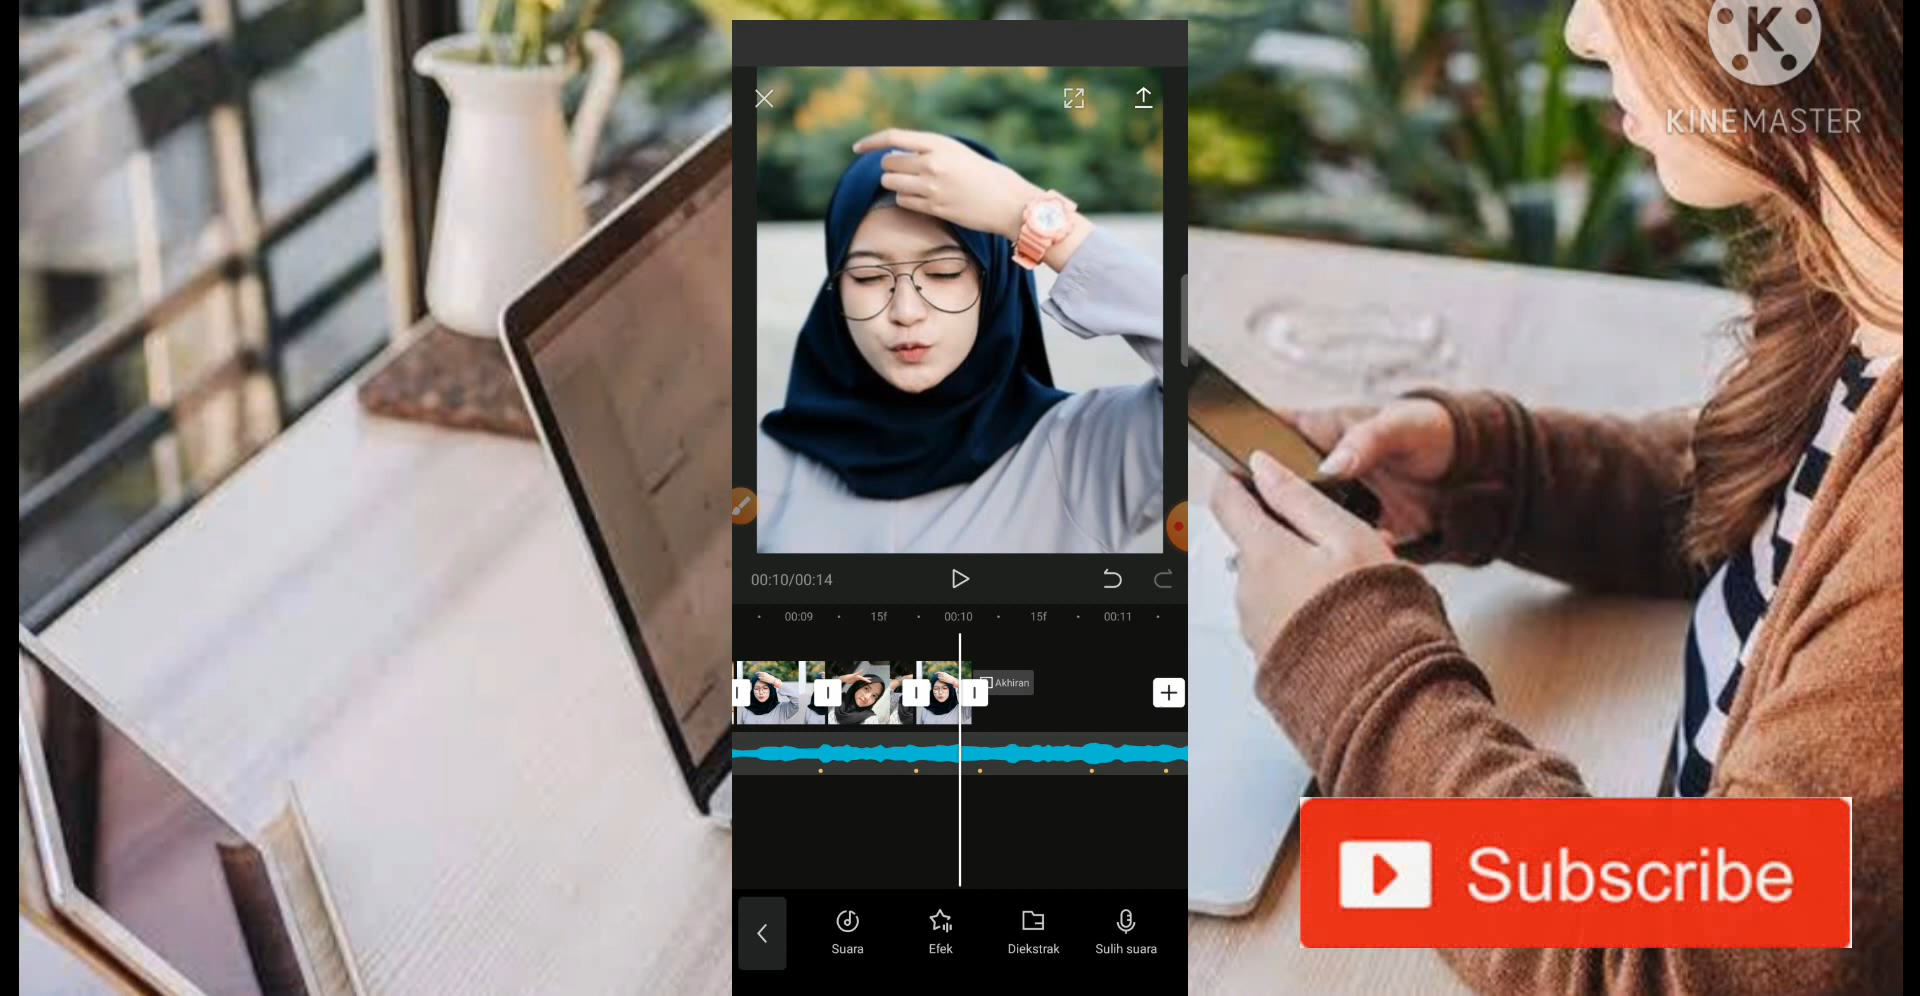 KINEMASTER
00:10/00:14
00:09 15f 00:10 15f 00:11
Akhiran
Suara Efek Diekstrak Sulih suara
Subscribe